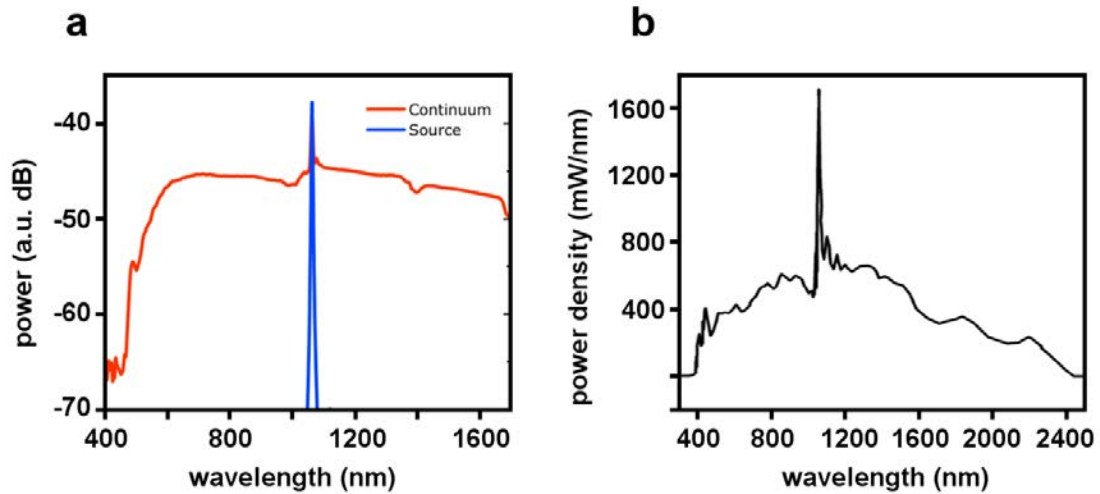 a
power (a.u. dB)
-40
-50
-60
-70
Continuum
Source
400
800
1200
1600
wavelength (nm)
b
power density (mW/nm)
1600
1200
800
400
400
800
1200
1600
2000
2400
wavelength (nm)